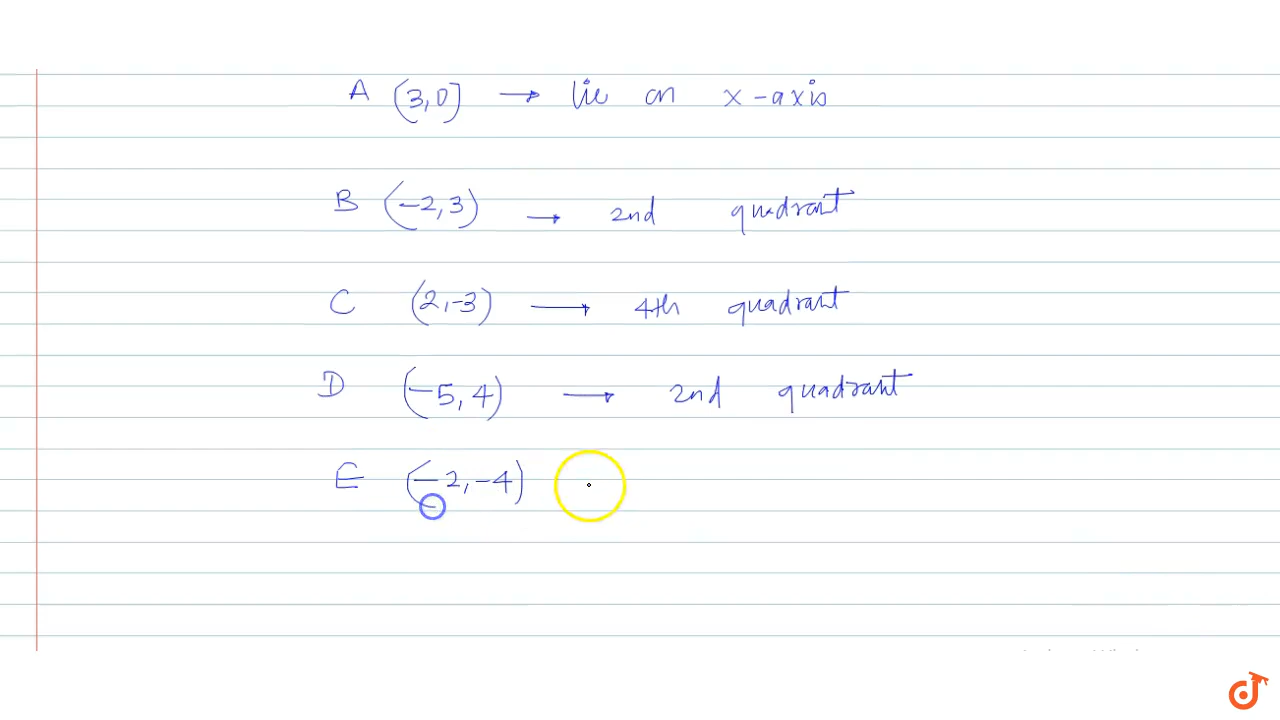 A (3,0] → lie on x-axis
B (-2,3) → 2nd quadrant
C (2,-3) → 4th quadrant
D (-5,4) → 2nd quadrant
E (-2,-4)